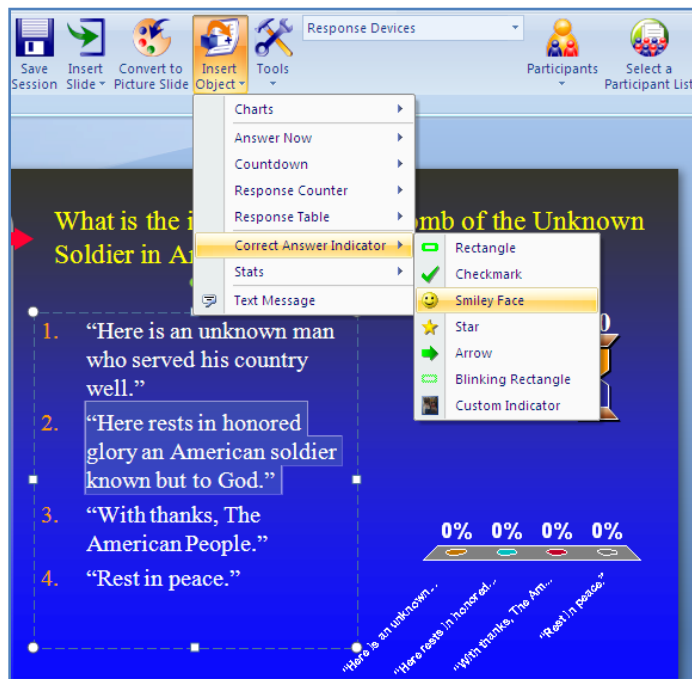 Save Session
Insert Slide
Convert to Picture Slide
Insert Object
Tools
Response Devices
Participants
Select a Participant List
Charts
Answer Now
Countdown
Response Counter
Response Table
Correct Answer Indicator
Stats
Text Message
Rectangle
Checkmark
Smiley Face
Star
Arrow
Blinking Rectangle
Custom Indicator
What is the i omb of the Unknown
Soldier in A
0
1. “Here is an unknown man
who served his country
well.”
2. “Here rests in honored
glory an American soldier
known but to God.”
3. “With thanks, The
American People.”
4. “Rest in peace.”
0% 0% 0% 0%
“Here is an unknown...
“Here rests in honored...
“With thanks, The Am...
“Rest in peace.”